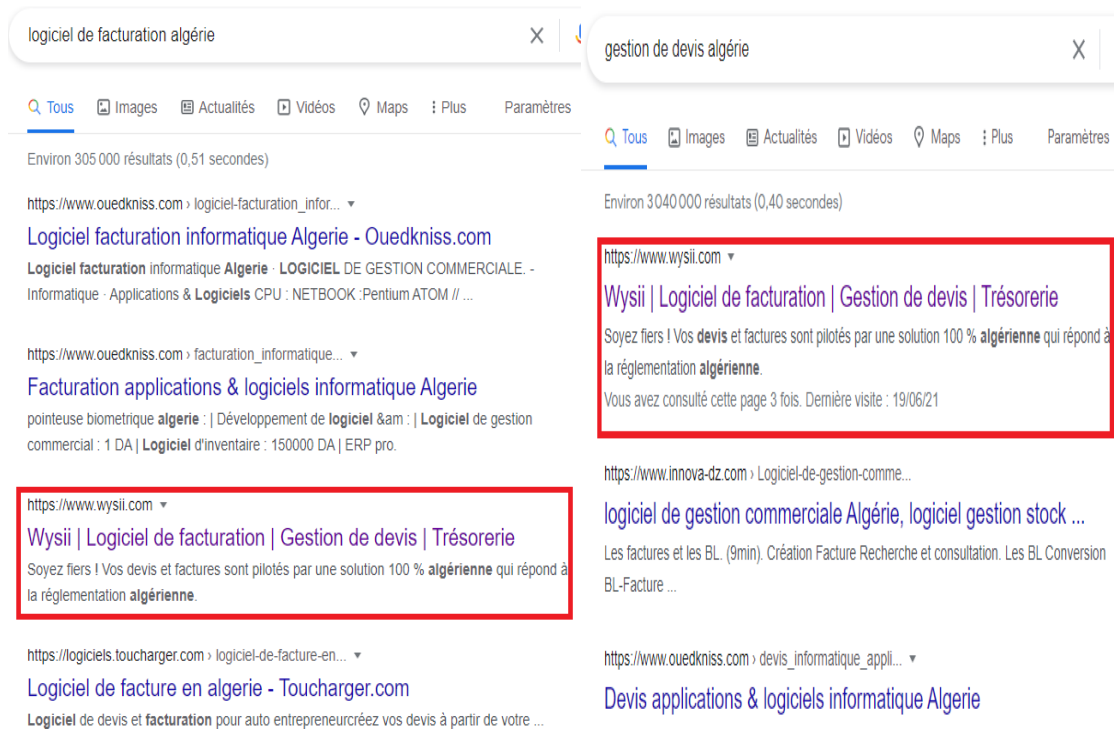 logiciel de facturation algérie
Tous Images Actualités Vidéos Maps Plus Paramètres
Environ 305 000 résultats (0,51 secondes)
https://www.ouedkniss.com › logiciel-facturation_infor...
Logiciel facturation informatique Algerie - Ouedkniss.com
Logiciel facturation informatique Algerie · LOGICIEL DE GESTION COMMERCIALE. -
Informatique · Applications & Logiciels CPU : NETBOOK :Pentium ATOM // ...
https://www.ouedkniss.com › facturation_informatique...
Facturation applications & logiciels informatique Algerie
pointeuse biometrique algerie : | Développement de logiciel &am : | Logiciel de gestion
commercial : 1 DA | Logiciel d'inventaire : 150000 DA | ERP pro.
https://www.wysii.com
Wysii | Logiciel de facturation | Gestion de devis | Trésorerie
Soyez fiers ! Vos devis et factures sont pilotés par une solution 100 % algérienne qui répond à
la réglementation algérienne.
https://logiciels.toucharger.com › logiciel-de-facture-en...
Logiciel de facture en algerie - Toucharger.com
Logiciel de devis et facturation pour auto entrepreneurcréez vos devis à partir de votre ...
gestion de devis algérie
Tous Images Actualités Vidéos Maps Plus Paramètres
Environ 3 040 000 résultats (0,40 secondes)
https://www.wysii.com
Wysii | Logiciel de facturation | Gestion de devis | Trésorerie
Soyez fiers ! Vos devis et factures sont pilotés par une solution 100 % algérienne qui répond à
la réglementation algérienne.
Vous avez consulté cette page 3 fois. Dernière visite : 19/06/21
https://www.innova-dz.com › Logiciel-de-gestion-comme...
logiciel de gestion commerciale Algérie, logiciel gestion stock ...
Les factures et les BL. (9min). Création Facture Recherche et consultation. Les BL Conversion
BL-Facture ...
https://www.ouedkniss.com › devis_informatique_appli...
Devis applications & logiciels informatique Algerie